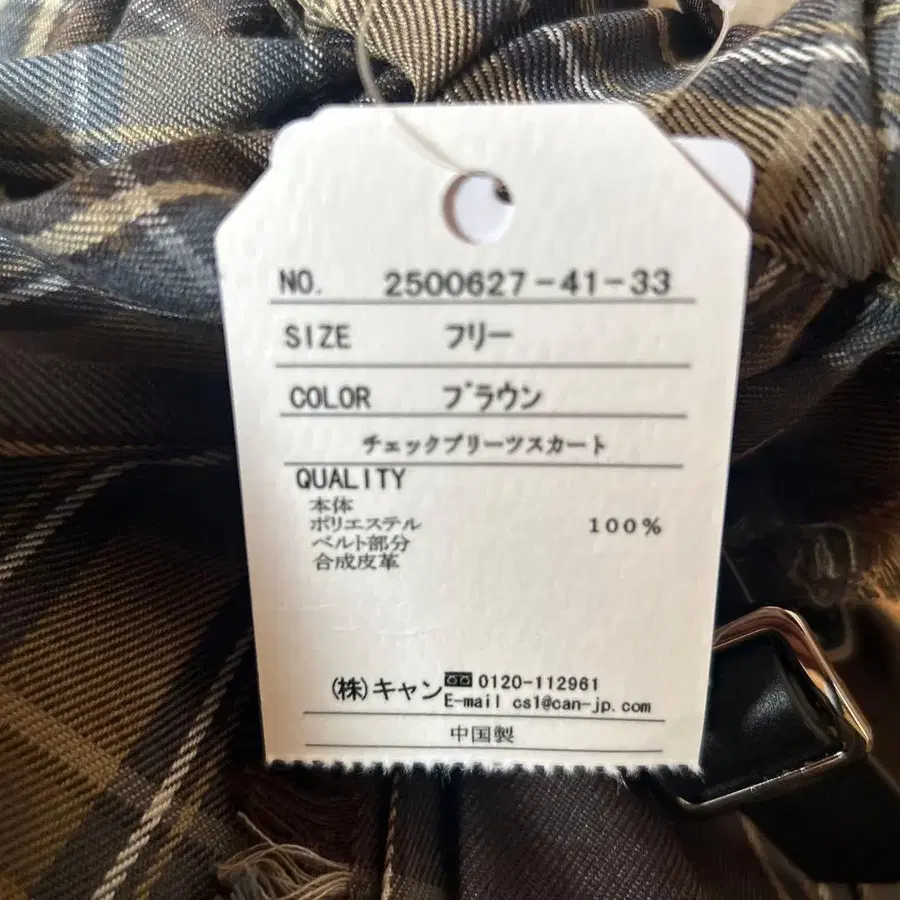 NO. 2500627-41-33
SIZE フリー
COLOR ブラウン
チェックプリーツスカート
QUALITY
本体
ポリエステル 100%
ベルト部分
合成皮革
(株)キャン 0120-112961
E-mail cs1@can-jp.com
中国製